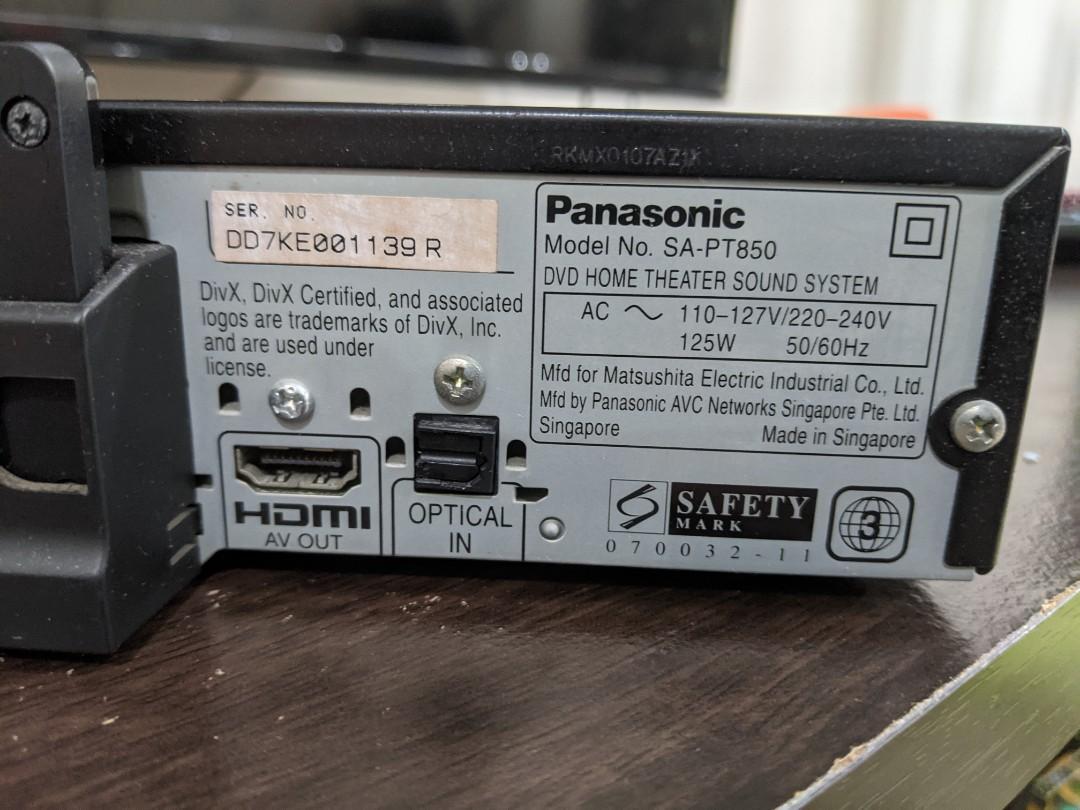 RKMX0107AZ1X
SER. NO.
DD7KE001139 R
DivX, DivX Certified, and associated
logos are trademarks of DivX, Inc.
and are used under
license.
HDMI
AV OUT
OPTICAL
IN
Panasonic
Model No. SA-PT850
DVD HOME THEATER SOUND SYSTEM
AC ～ 110–127V/220–240V
125W 50/60Hz
Mfd for Matsushita Electric Industrial Co., Ltd.
Mfd by Panasonic AVC Networks Singapore Pte. Ltd.
Singapore Made in Singapore
SAFETY
MARK
070032-11
3